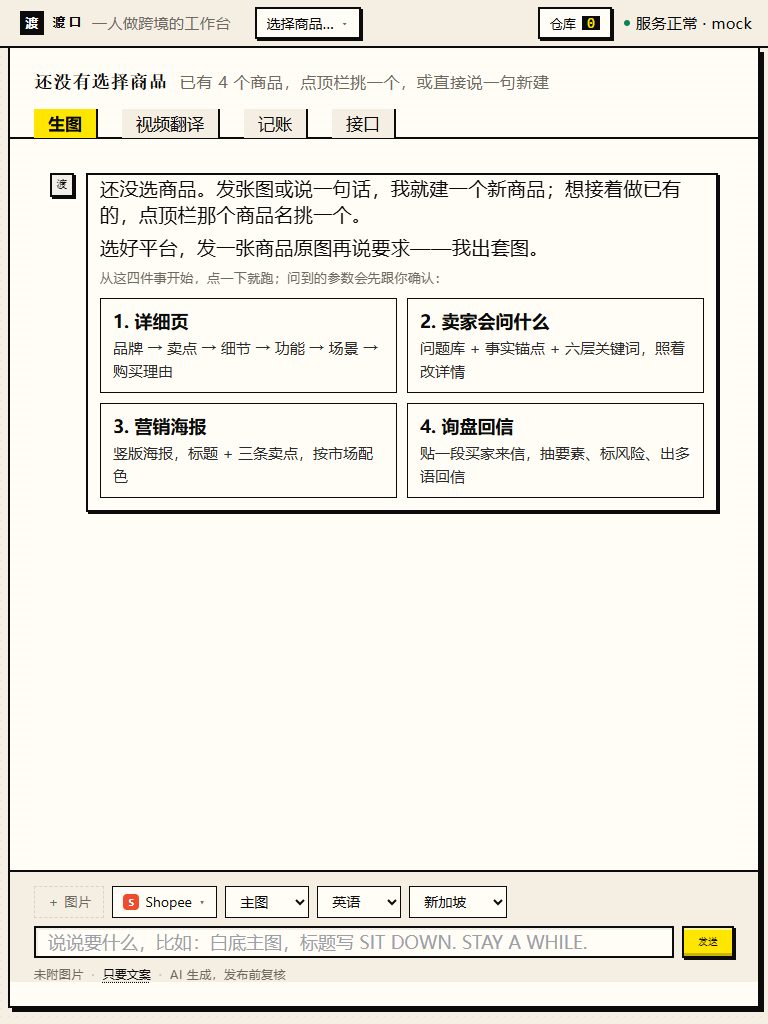 渡 渡口 一人做跨境的工作台 选择商品... 仓库 0 服务正常 · mock
还没有选择商品 已有 4 个商品，点顶栏挑一个，或直接说一句新建
生图 视频翻译 记账 接口
渡
还没选商品。发张图或说一句话，我就建一个新商品；想接着做已有
的，点顶栏那个商品名挑一个。
选好平台，发一张商品原图再说要求——我出套图。
从这四件事开始，点一下就跑；问到的参数会先跟你确认：
1. 详细页
品牌 → 卖点 → 细节 → 功能 → 场景 →
购买理由
2. 卖家会问什么
问题库 + 事实锚点 + 六层关键词，照着
改详情
3. 营销海报
竖版海报，标题 + 三条卖点，按市场配
色
4. 询盘回信
贴一段买家来信，抽要素、标风险、出多
语回信
+ 图片 S Shopee 主图 英语 新加坡
说说要什么，比如：白底主图，标题写 SIT DOWN. STAY A WHILE. 发送
未附图片 · 只要文案 · AI 生成，发布前复核